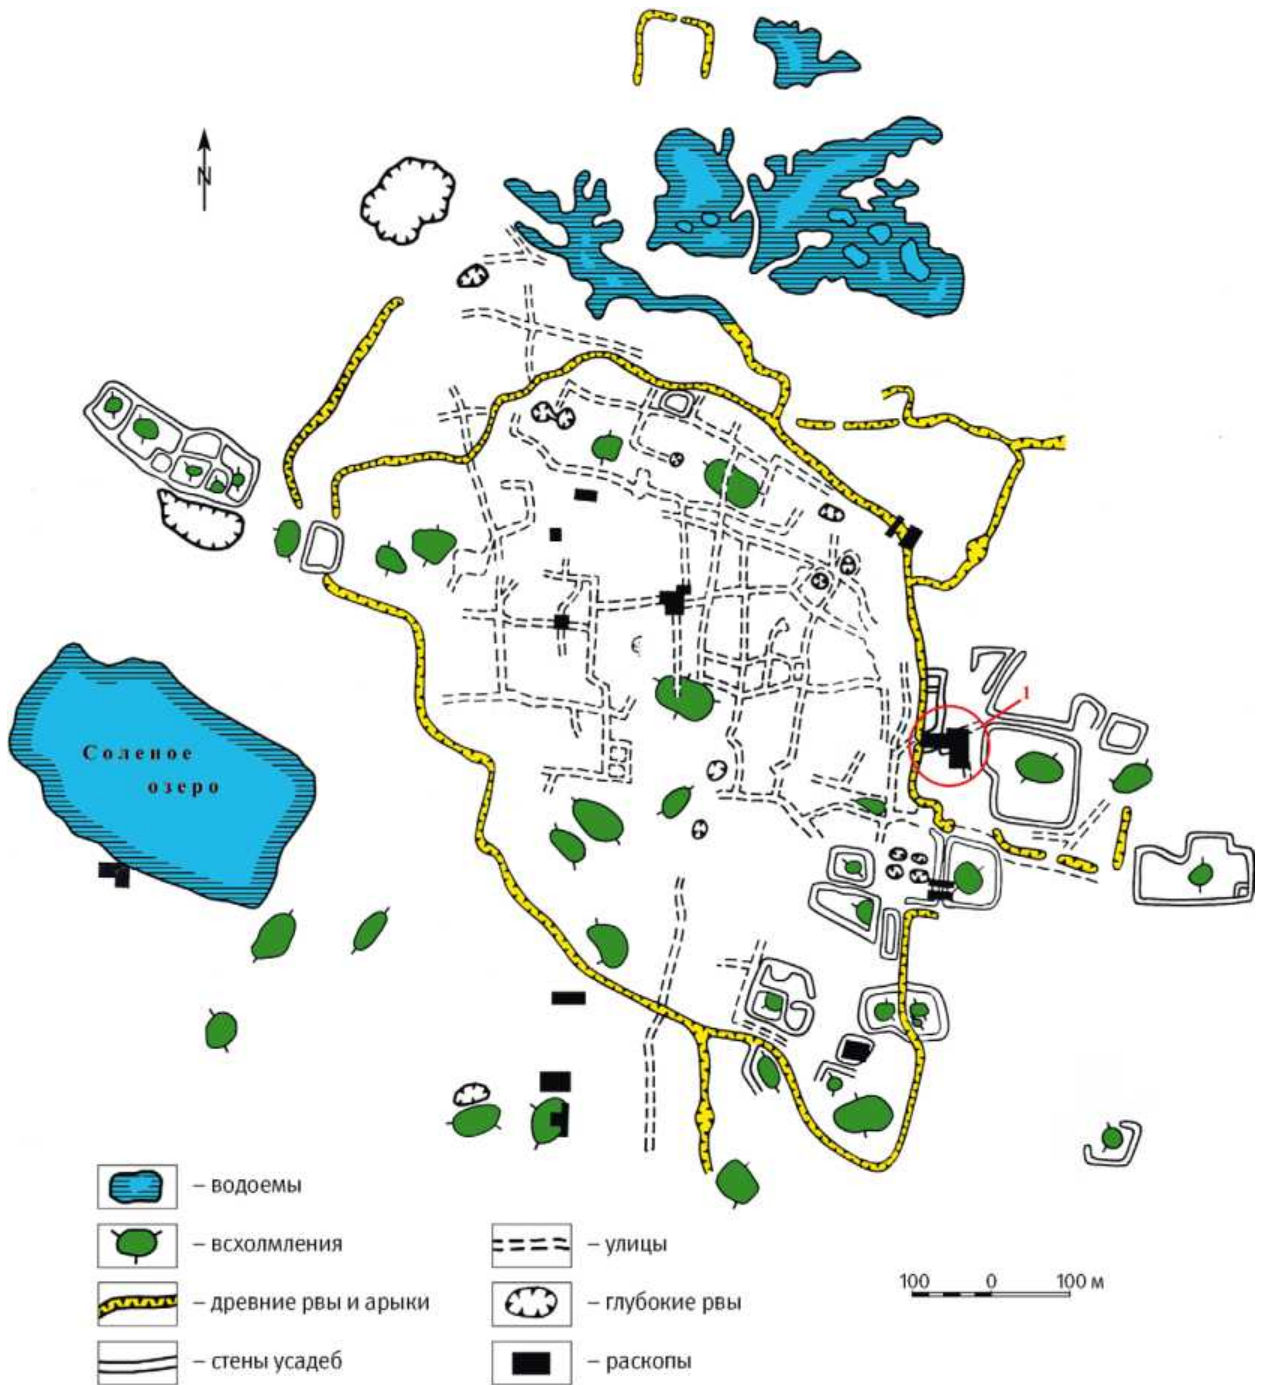 N
1
Соленое
озеро
– водоемы
– всхолмления
– древние рвы и арыки
– стены усадеб
– улицы
– глубокие рвы
– раскопы
100 0 100 м